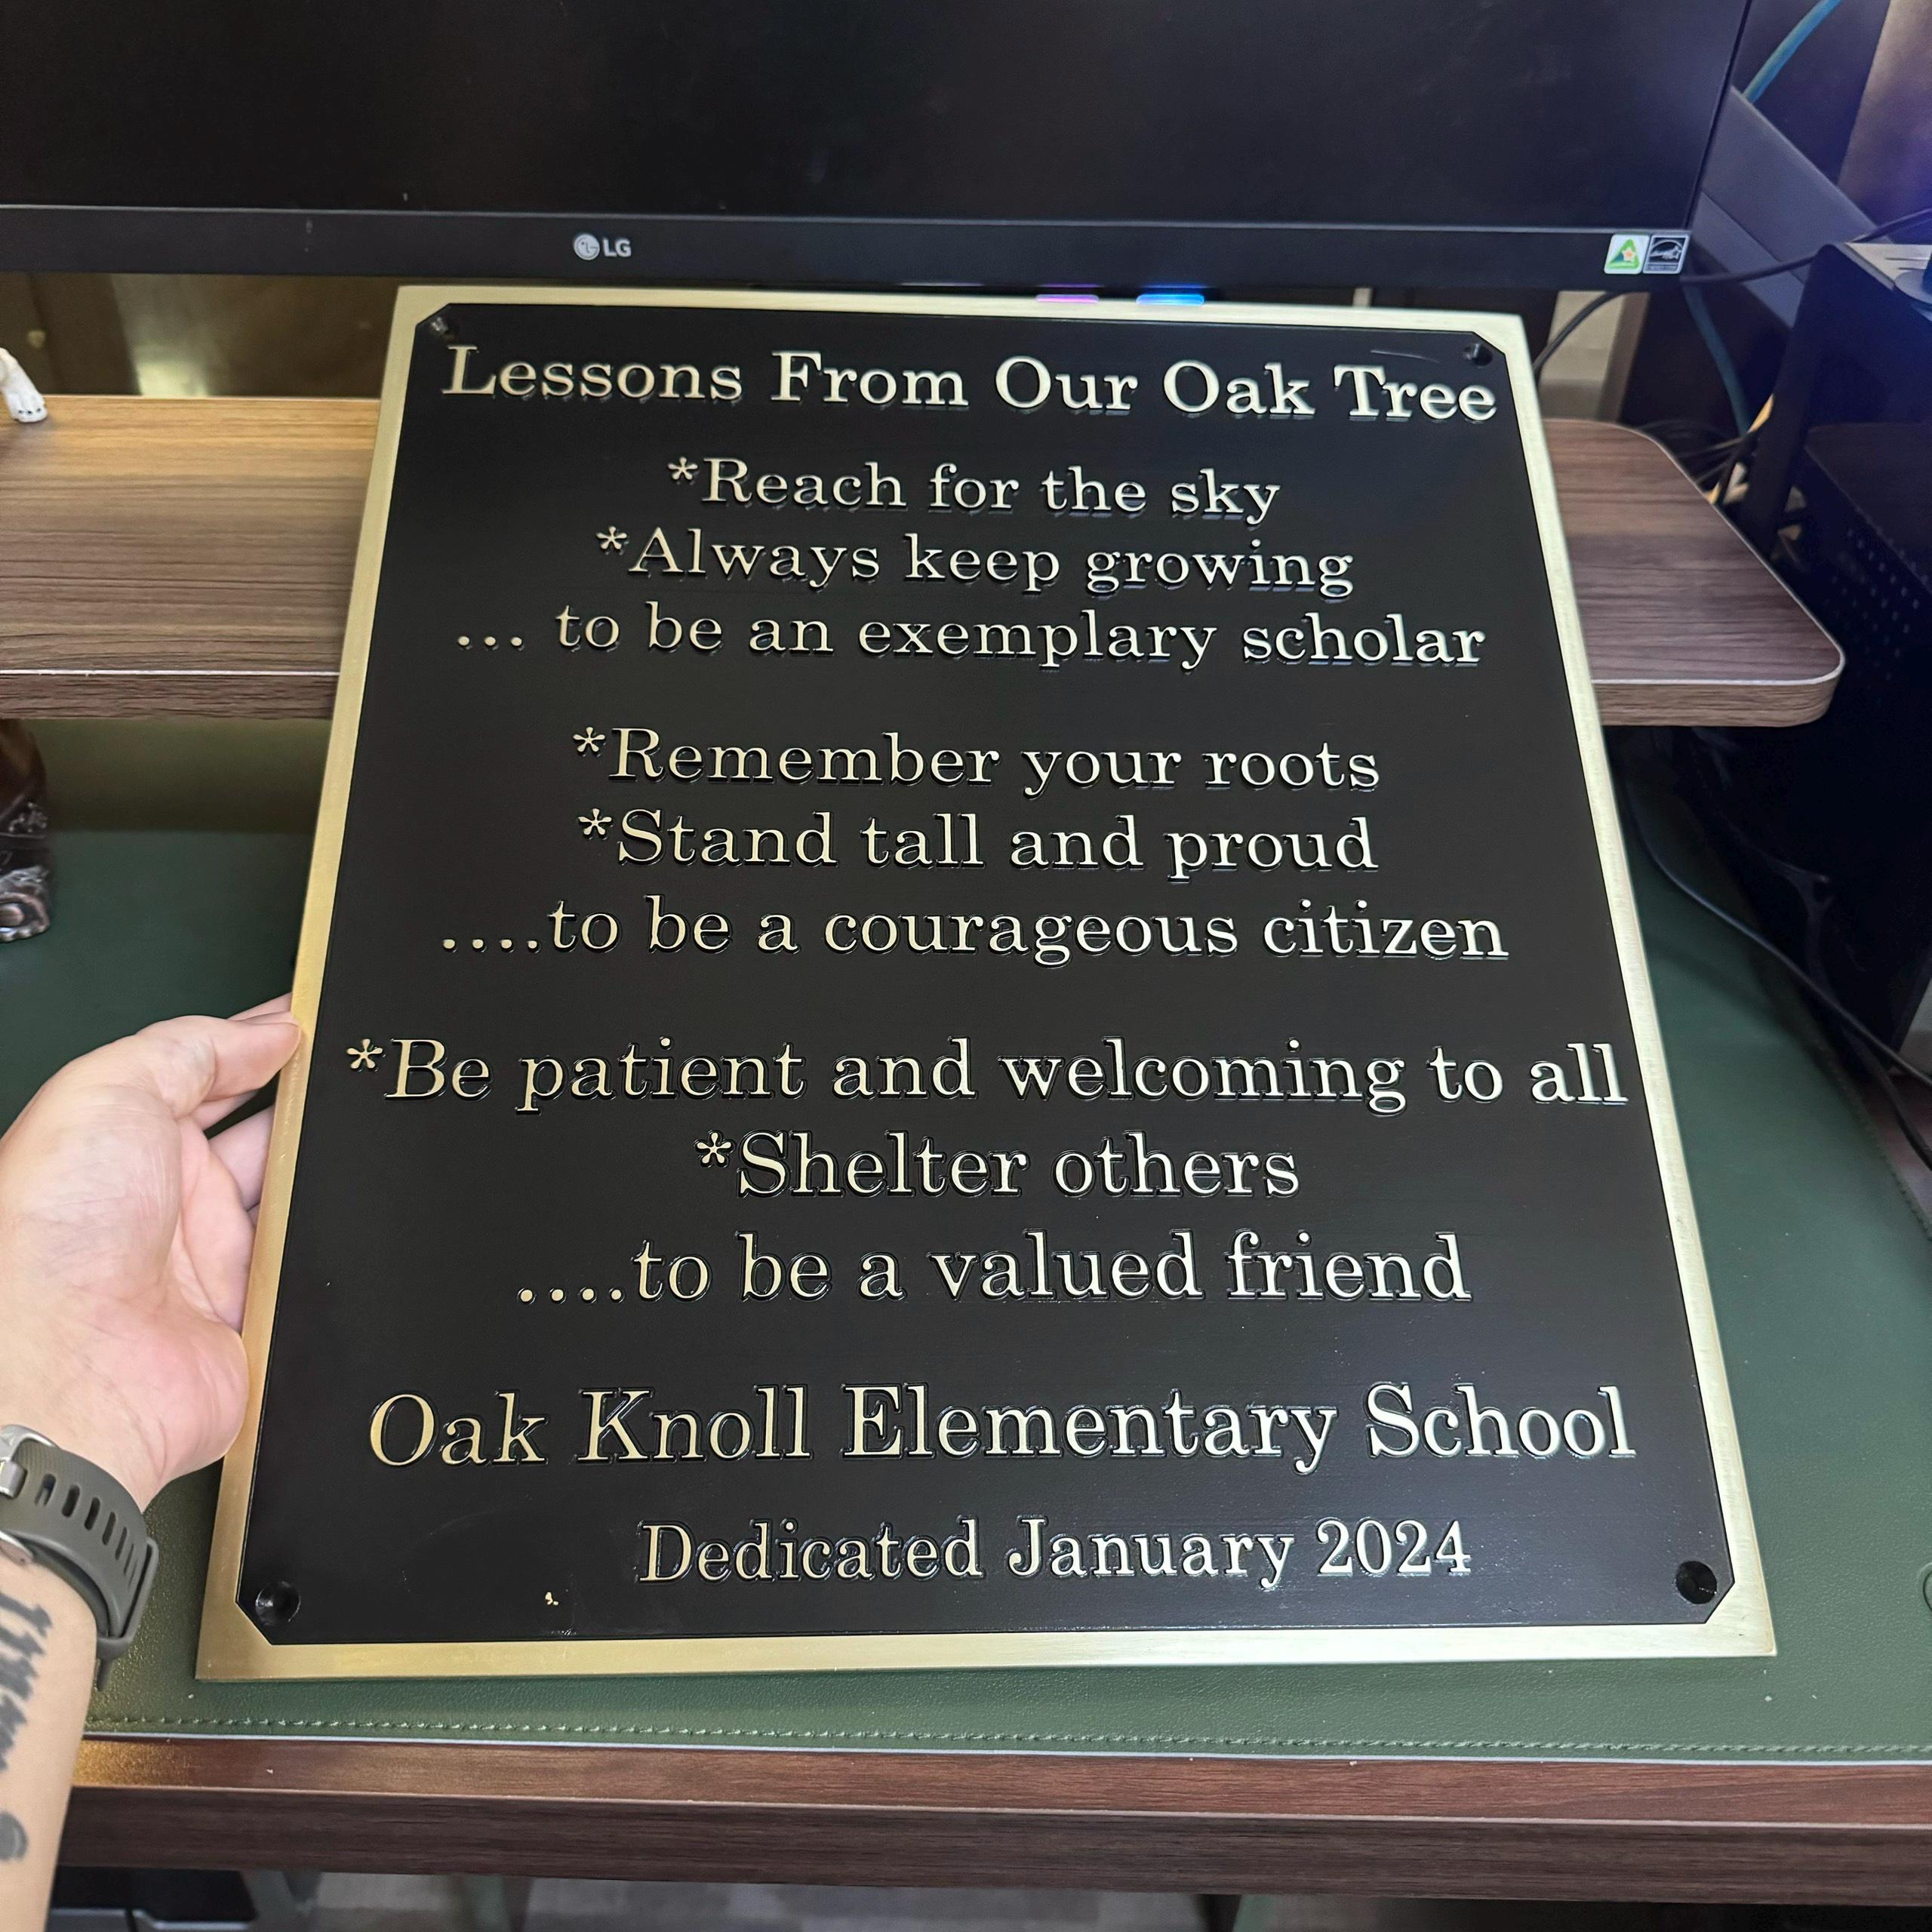 LG
Lessons From Our Oak Tree
*Reach for the sky
*Always keep growing
... to be an exemplary scholar
*Remember your roots
*Stand tall and proud
....to be a courageous citizen
*Be patient and welcoming to all
*Shelter others
....to be a valued friend
Oak Knoll Elementary School
Dedicated January 2024